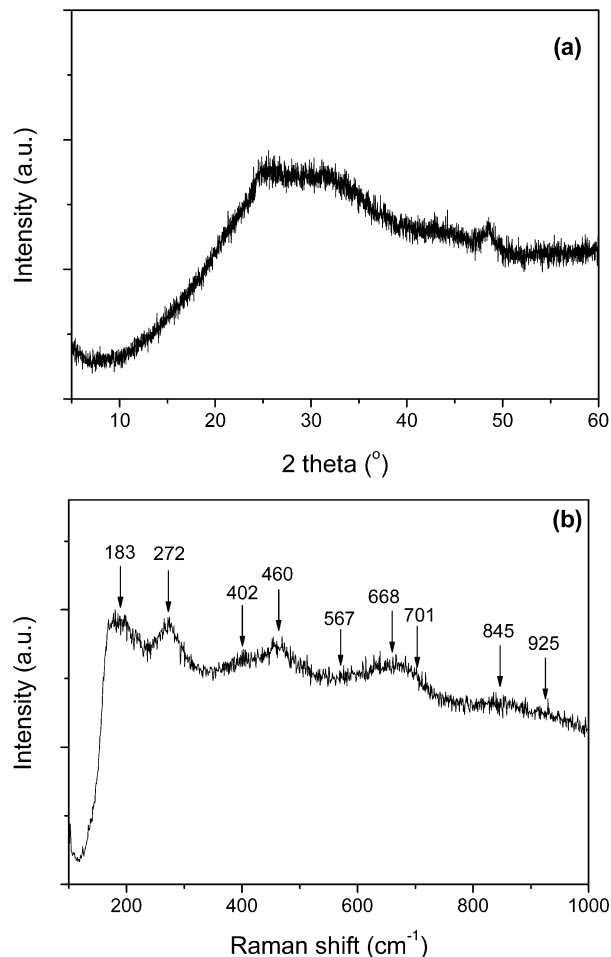 (a)
Intensity (a.u.)
10 20 30 40 50 60
2 theta (°)
(b)
183 272 402 460 567 668 701 845 925
Intensity (a.u.)
200 400 600 800 1000
Raman shift (cm⁻¹)